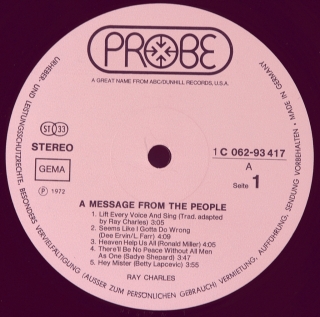 PROBE
A GREAT NAME FROM ABC/DUNHILL RECORDS, U.S.A.
URHEBER- UND LEISTUNGSSCHUTZRECHTE, BESONDERS VERVIELFÄLTIGUNG (AUSSER ZUM PERSÖNLICHEN GEBRAUCH) VERMIETUNG, AUFFÜHRUNG, SENDUNG VORBEHALTEN · MADE IN GERMANY
ST 33
STEREO
GEMA
℗ 1972
1 C 062-93 417
A
Seite 1
A MESSAGE FROM THE PEOPLE
1. Lift Every Voice And Sing (Trad. adapted
by Ray Charles) 3:45
2. Seems Like I Gotts Do Wrong
(Dee Ervin/L. Farr) 4:09
3. Heaven Help Us All (Ronald Miller) 4:05
4. There'll Be No Peace Without All Men
As One (Sadye Shepard) 3:47
5. Hey Mister (Betty Lapcevic) 3:55
RAY CHARLES